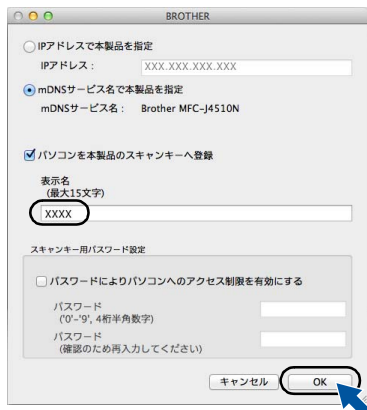 BROTHER
IPアドレスで本製品を指定
IPアドレス： XXX.XXX.XXX.XXX
mDNSサービス名で本製品を指定
mDNSサービス名： Brother MFC-J4510N
パソコンを本製品のスキャンキーへ登録
表示名
(最大15文字)
XXXX
スキャンキー用パスワード設定
パスワードによりパソコンへのアクセス制限を有効にする
パスワード
('0'-'9', 4桁半角数字)
パスワード
(確認のため再入力してください)
キャンセル OK